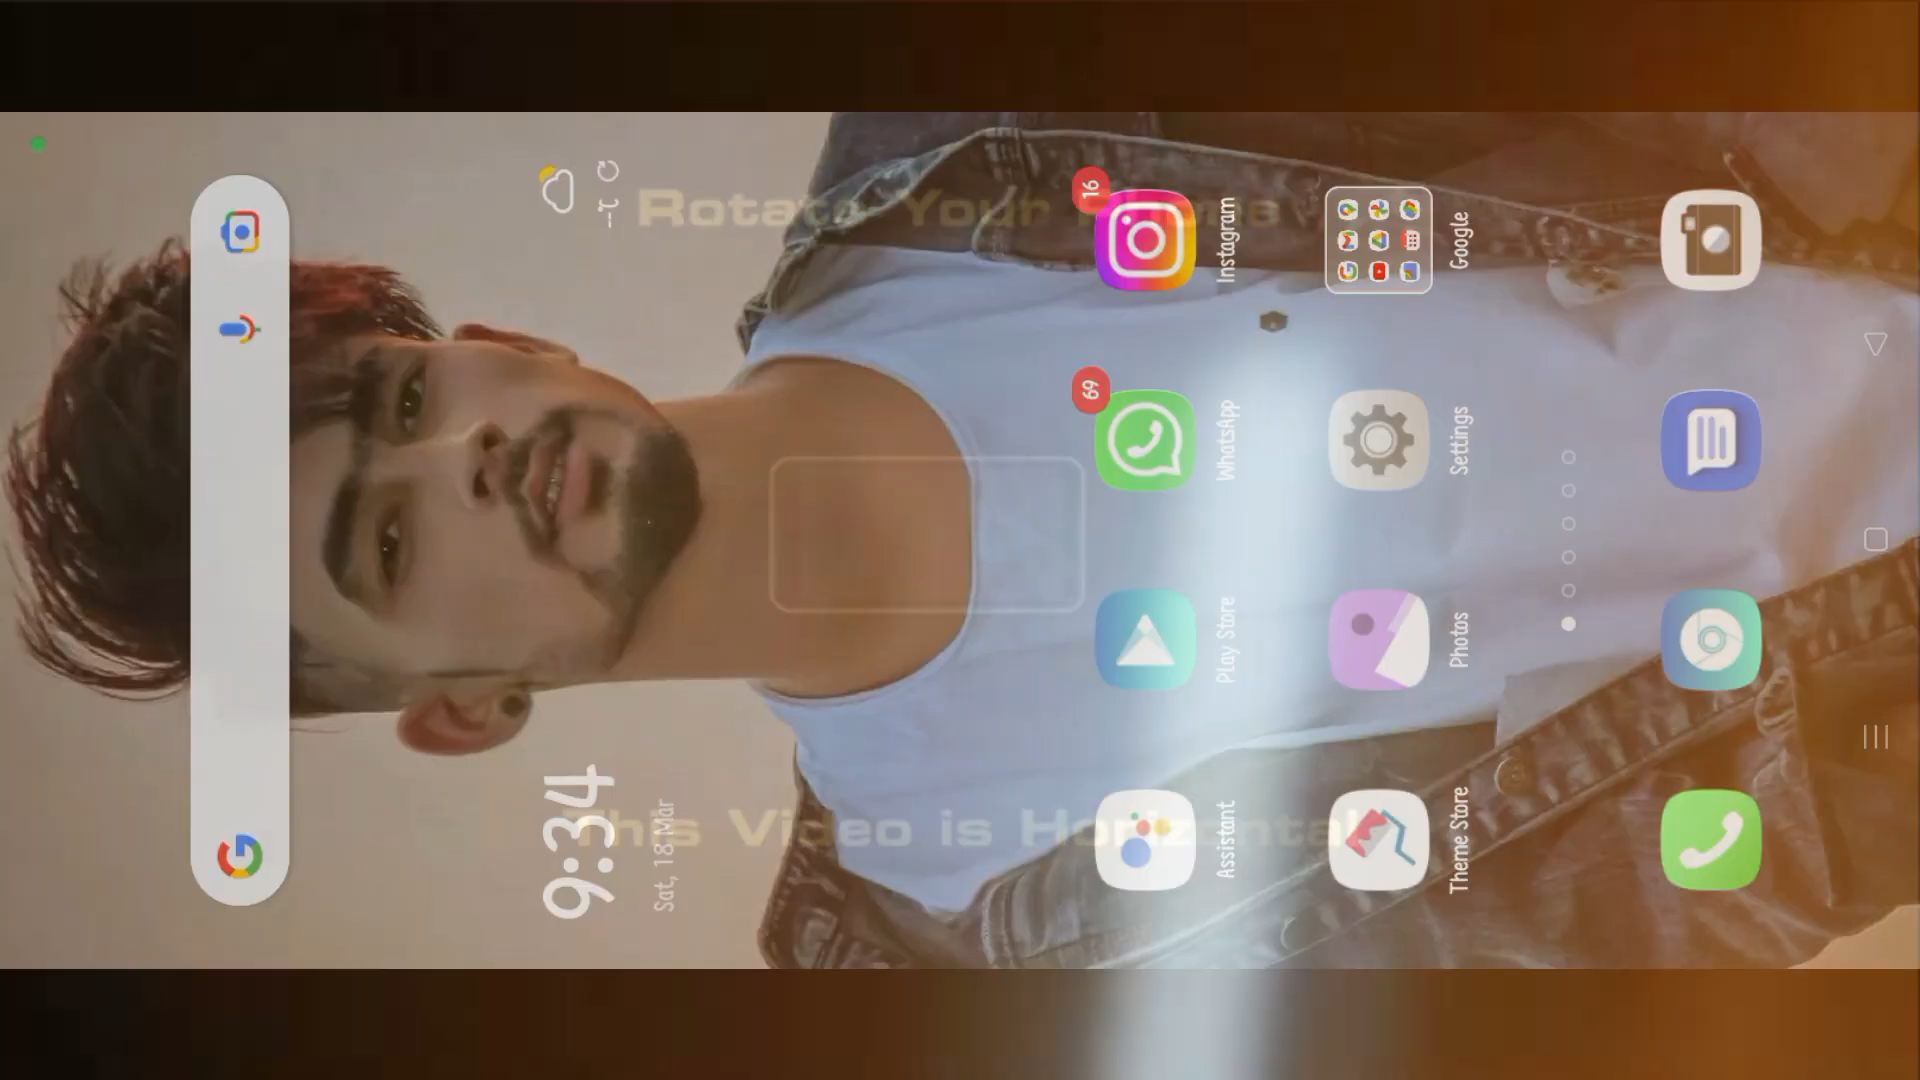 Rotate Your Phone
This Video is Horizontal
--℃
9:34
Sat, 18 Mar
16
Instagram
69
WhatsApp
Play Store
Assistant
Google
Settings
Photos
Theme Store